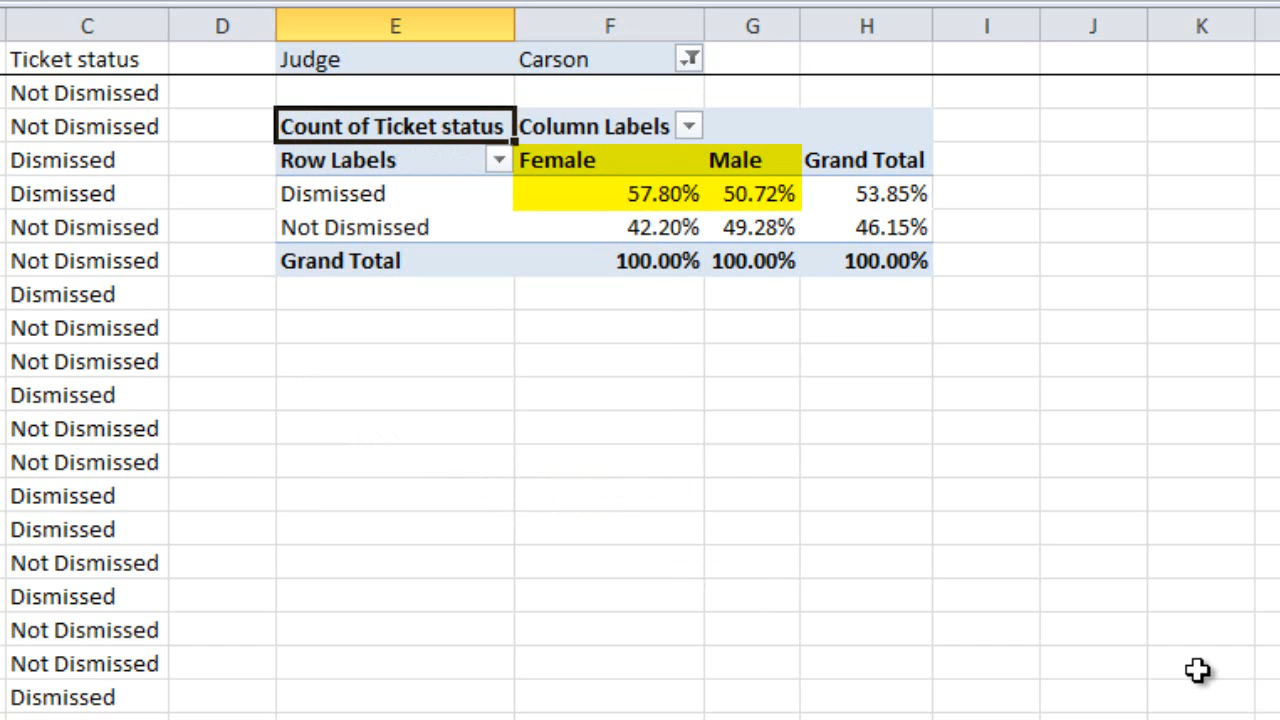 C D E F G H I J K
Ticket status Judge Carson
Not Dismissed
Not Dismissed Count of Ticket status Column Labels
Dismissed Row Labels Female Male Grand Total
Dismissed Dismissed 57.80% 50.72% 53.85%
Not Dismissed Not Dismissed 42.20% 49.28% 46.15%
Not Dismissed Grand Total 100.00% 100.00% 100.00%
Dismissed
Not Dismissed
Not Dismissed
Dismissed
Not Dismissed
Not Dismissed
Dismissed
Dismissed
Not Dismissed
Dismissed
Not Dismissed
Not Dismissed
Dismissed